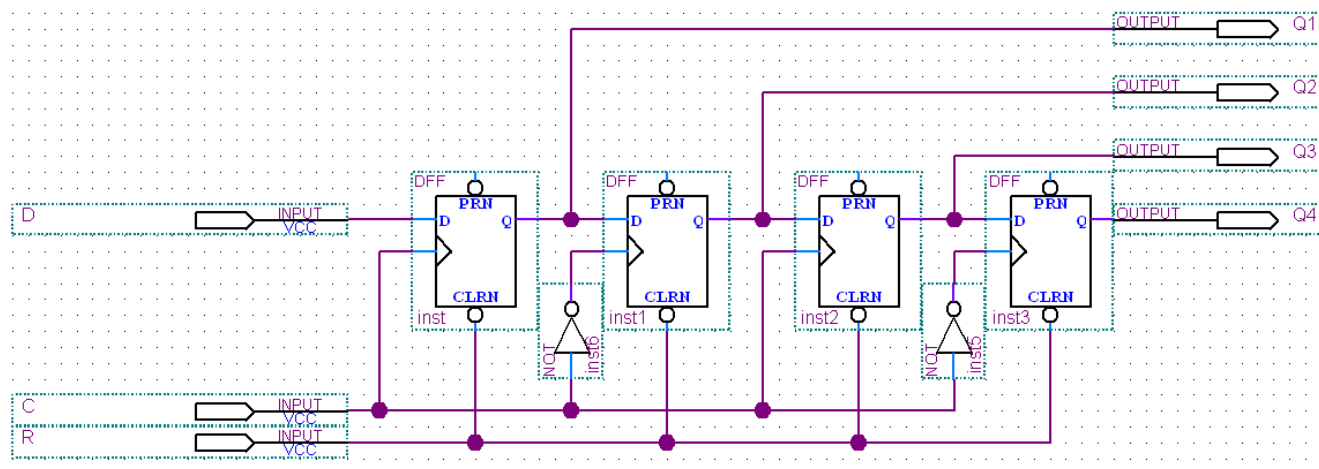 OUTPUT Q1
OUTPUT Q2
OUTPUT Q3
DFF DFF DFF DFF
PRN PRN PRN PRN
D INPUT D Q D Q D Q D Q OUTPUT Q4
VCC
CLRN CLRN CLRN CLRN
inst inst1 inst2 inst3
NOT inst6 NOT inst5
C INPUT
VCC
R INPUT
VCC